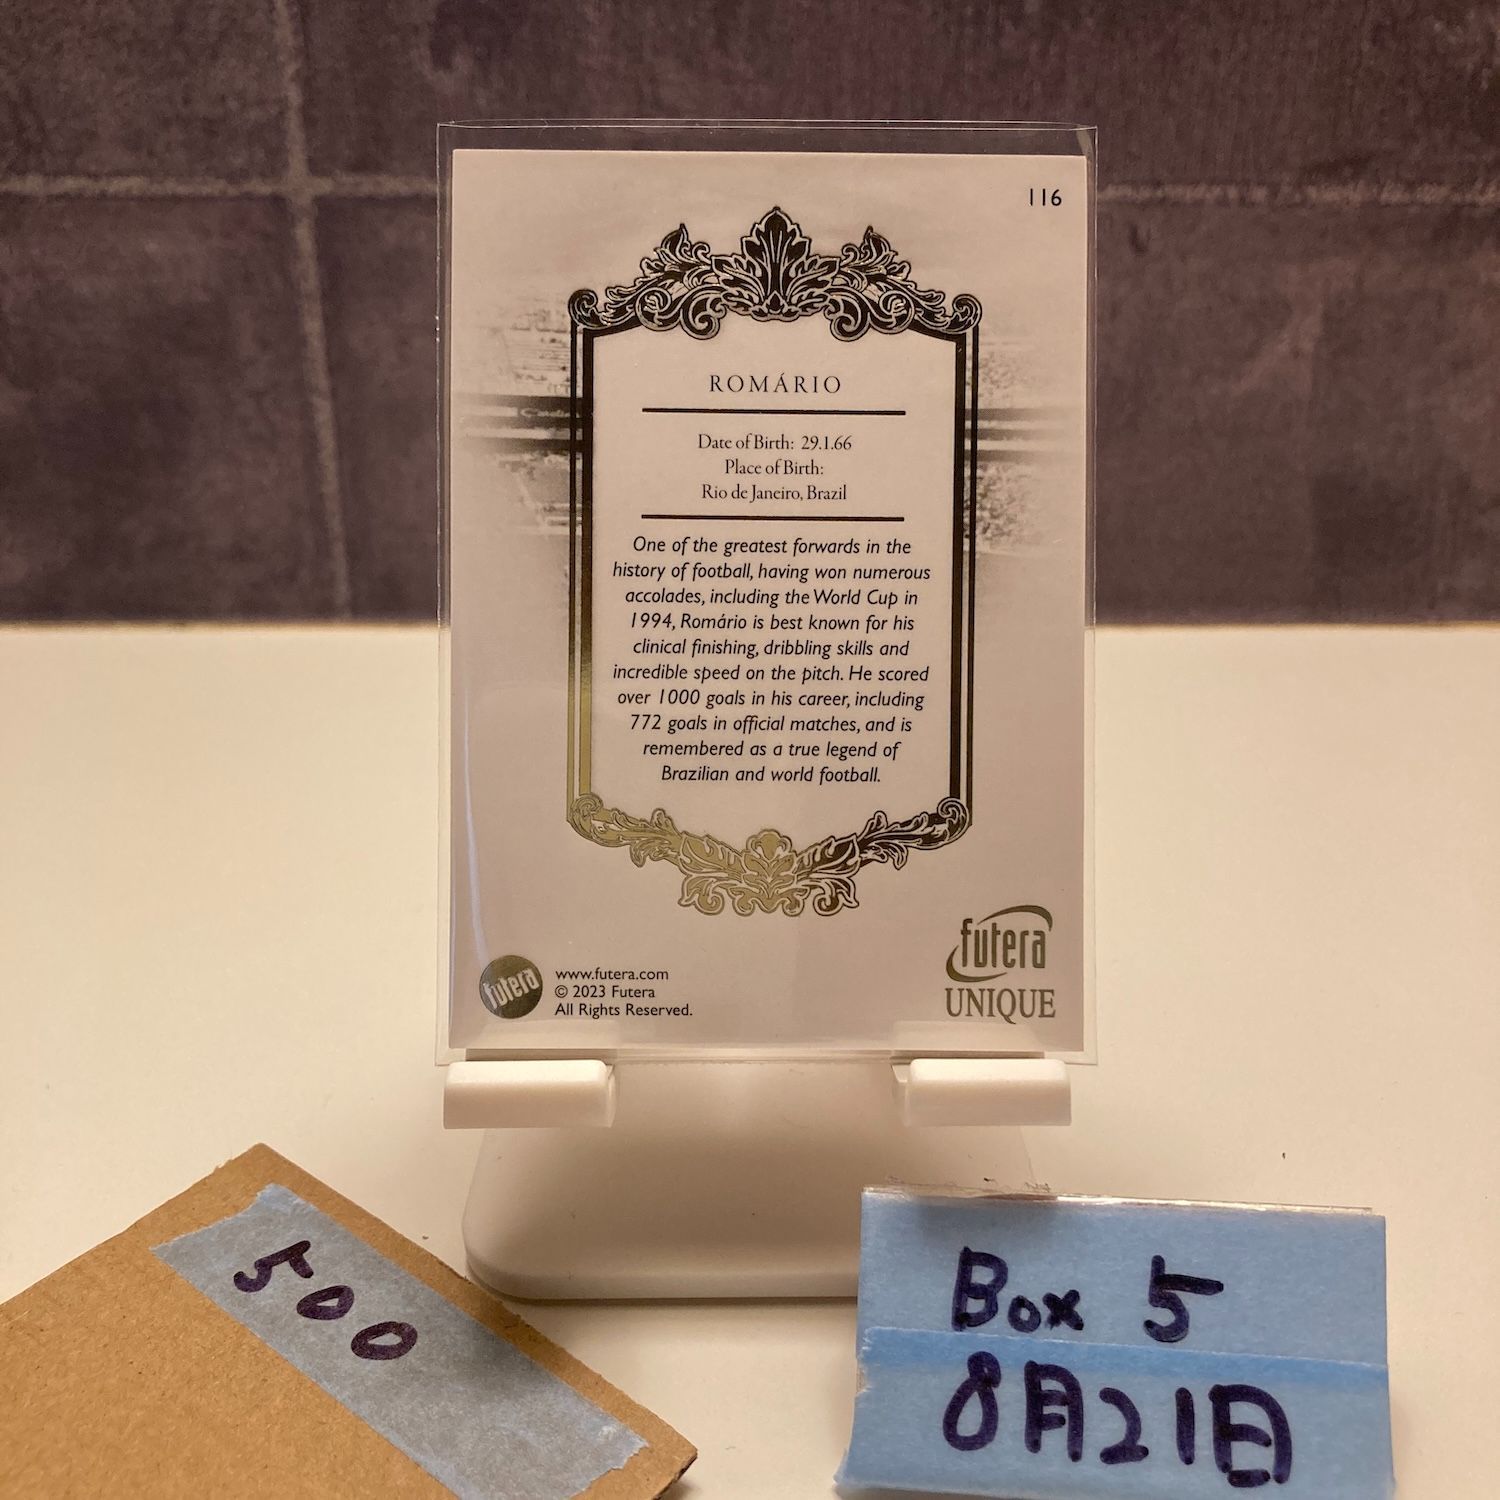 116
ROMÁRIO
Date of Birth: 29.1.66
Place of Birth:
Rio de Janeiro, Brazil
One of the greatest forwards in the
history of football, having won numerous
accolades, including the World Cup in
1994, Romário is best known for his
clinical finishing, dribbling skills and
incredible speed on the pitch. He scored
over 1000 goals in his career, including
772 goals in official matches, and is
remembered as a true legend of
Brazilian and world football.
futera
www.futera.com
© 2023 Futera
All Rights Reserved.
futera
UNIQUE
500
Box 5
8月21日